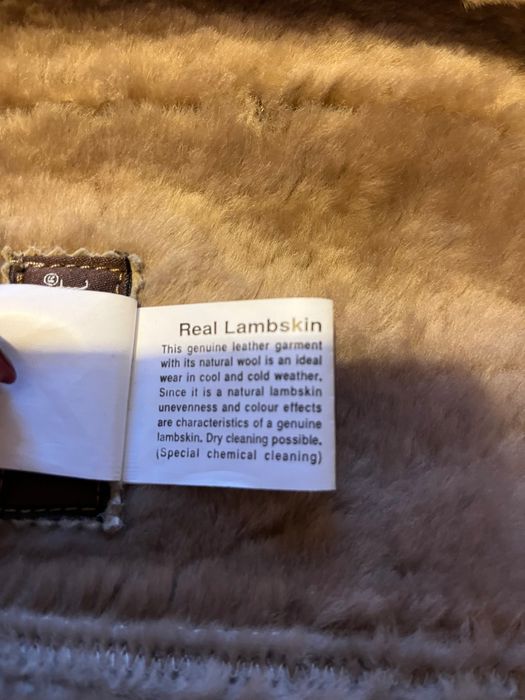 ®
Real Lambskin
This genuine leather garment
with its natural wool is an ideal
wear in cool and cold weather.
Since it is a natural lambskin
unevenness and colour effects
are characteristics of a genuine
lambskin. Dry cleaning possible.
(Special chemical cleaning)